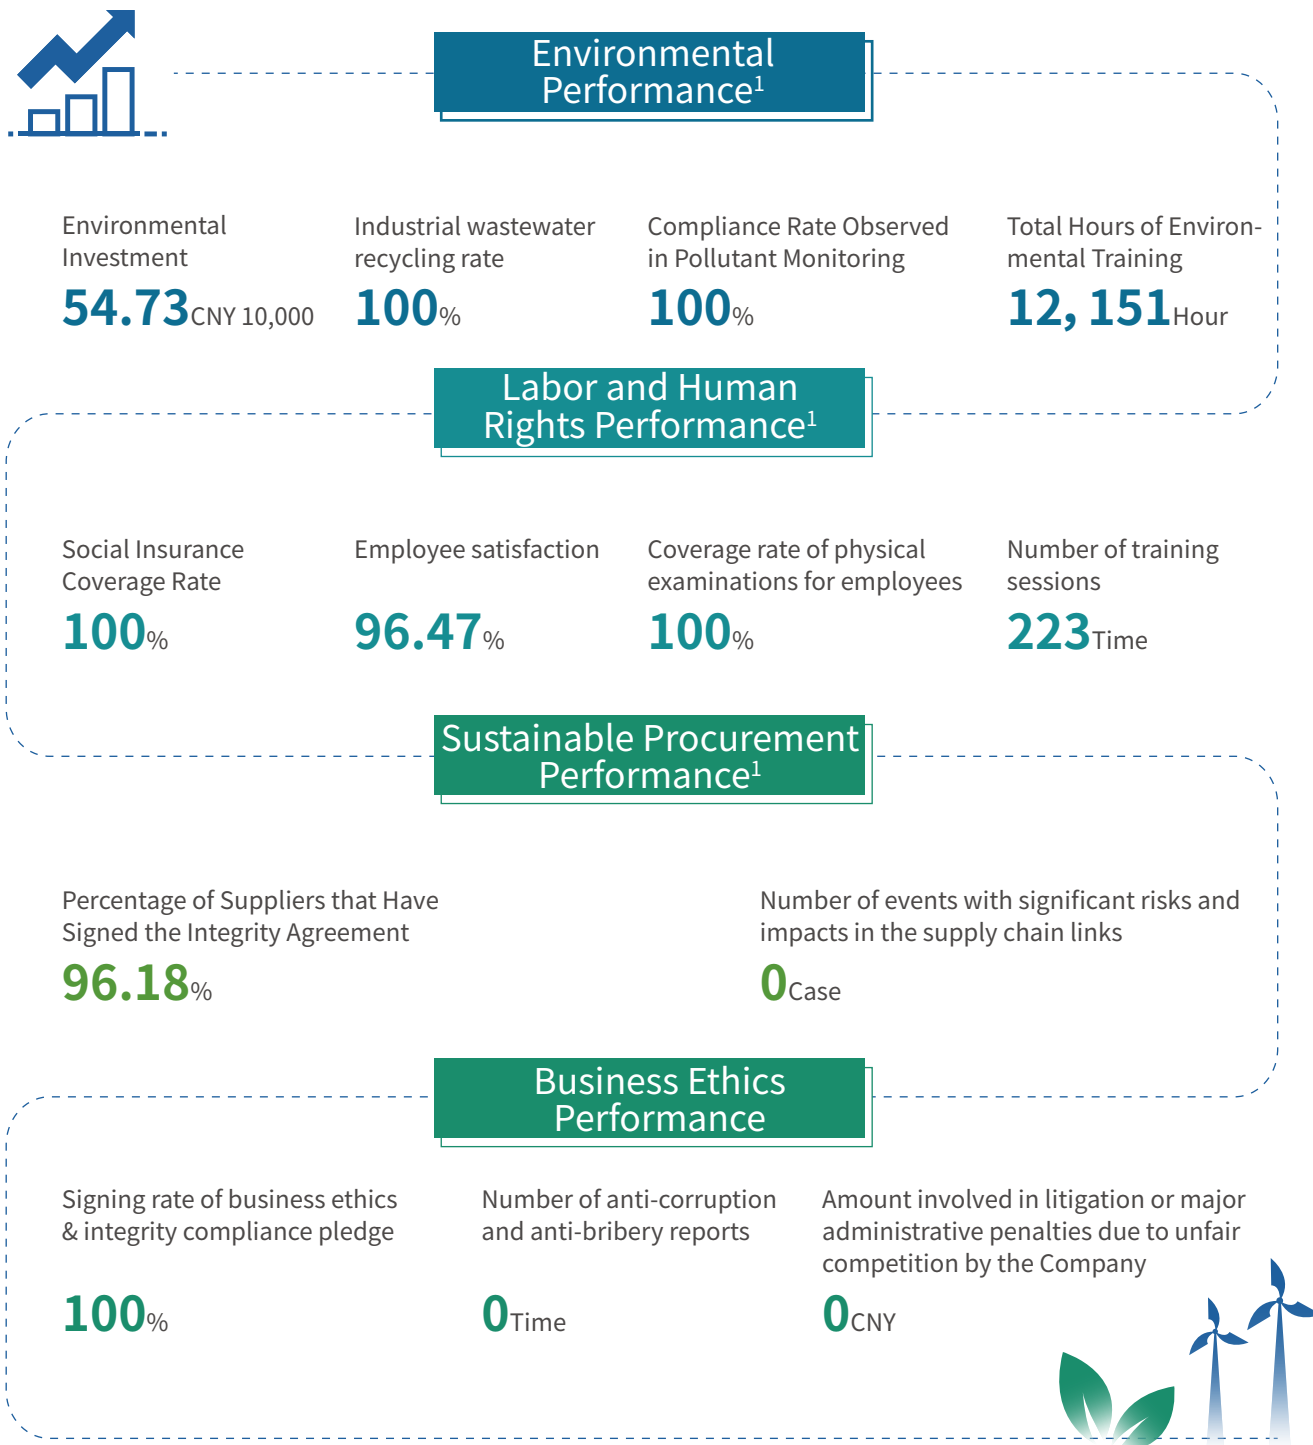 Environmental
Performance¹
Environmental
Investment
54.73CNY 10,000
Industrial wastewater
recycling rate
100%
Compliance Rate Observed
in Pollutant Monitoring
100%
Total Hours of Environ-
mental Training
12, 151Hour
Labor and Human
Rights Performance¹
Social Insurance
Coverage Rate
100%
Employee satisfaction
96.47%
Coverage rate of physical
examinations for employees
100%
Number of training
sessions
223Time
Sustainable Procurement
Performance¹
Percentage of Suppliers that Have
Signed the Integrity Agreement
96.18%
Number of events with significant risks and
impacts in the supply chain links
0Case
Business Ethics
Performance
Signing rate of business ethics
& integrity compliance pledge
100%
Number of anti-corruption
and anti-bribery reports
0Time
Amount involved in litigation or major
administrative penalties due to unfair
competition by the Company
0CNY